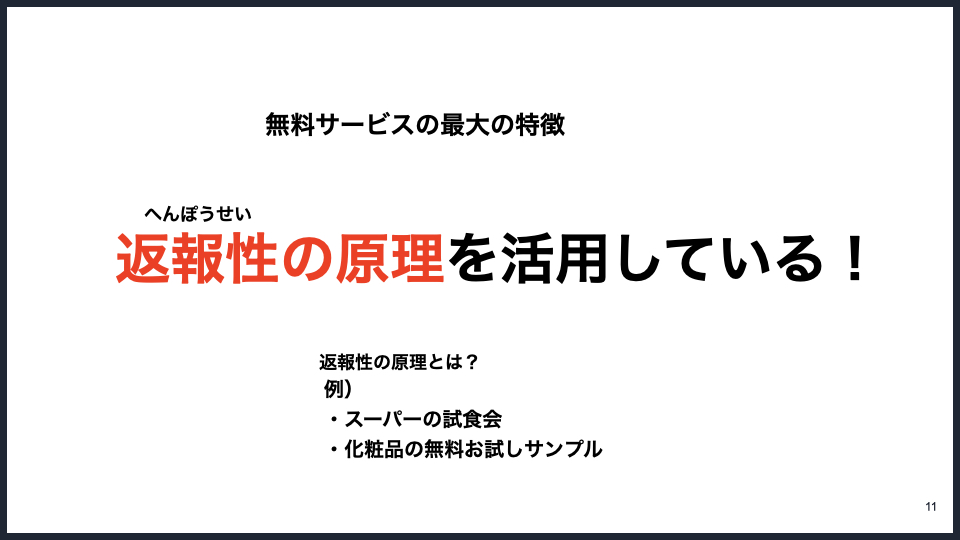 無料サービスの最大の特徴
へんぽうせい
返報性の原理を活用している！
返報性の原理とは？
例）
・スーパーの試食会
・化粧品の無料お試しサンプル
11